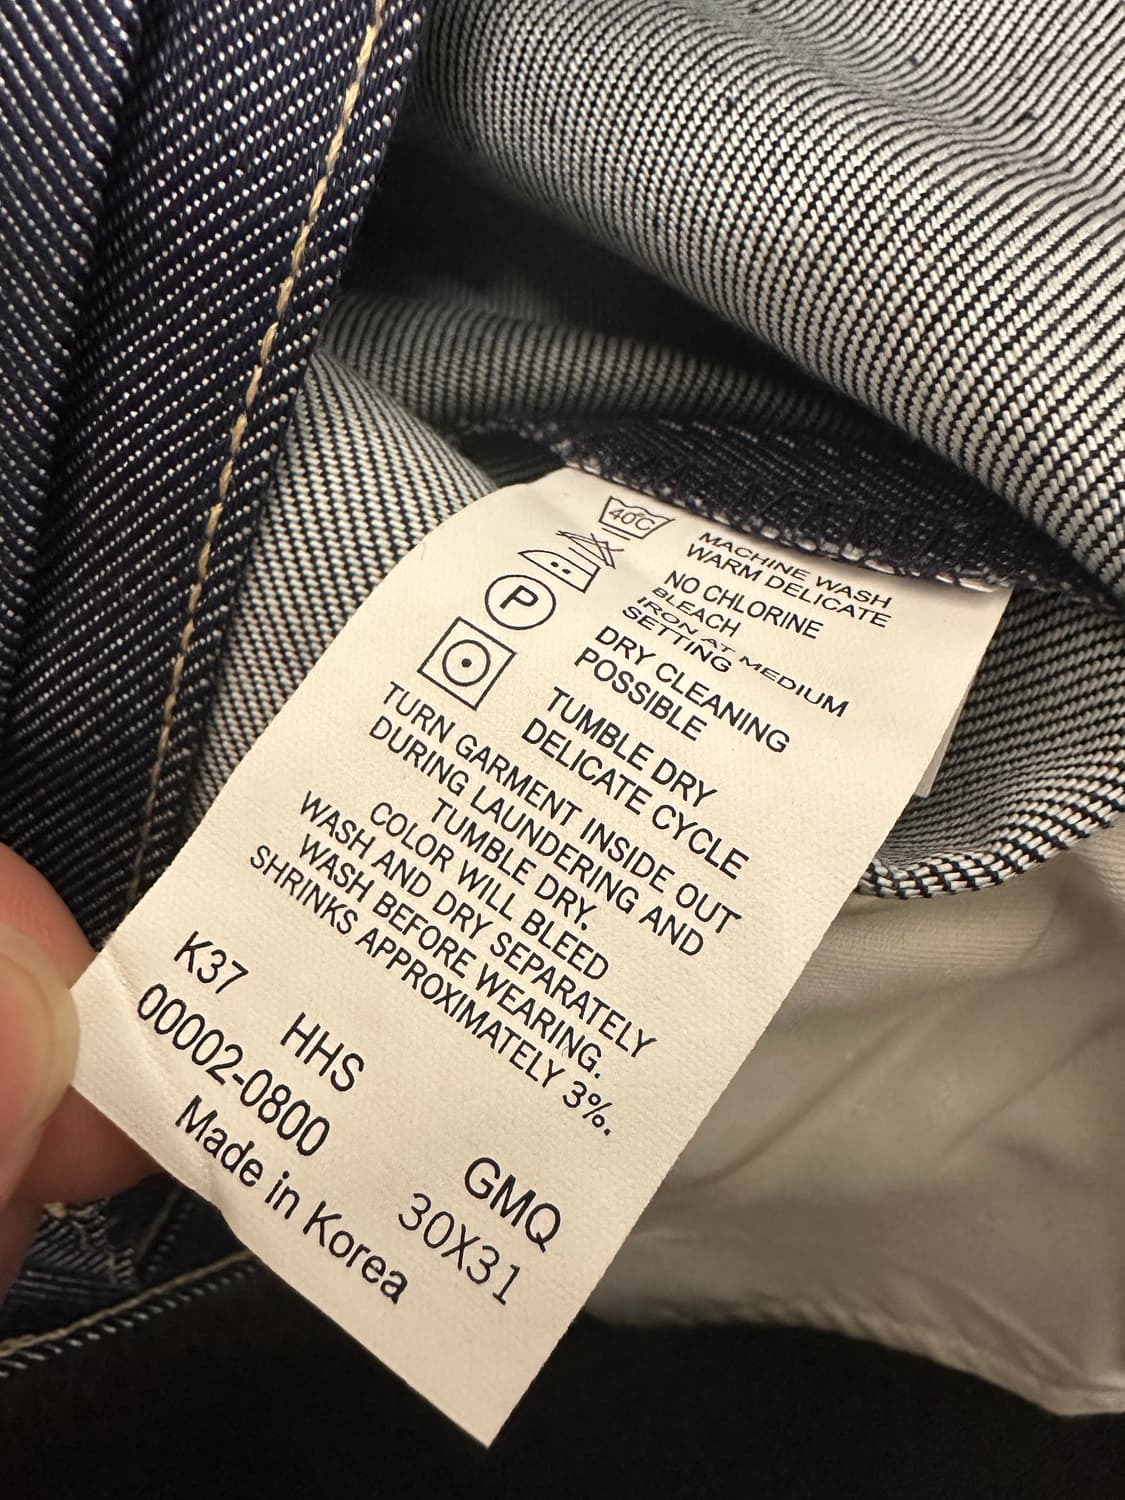 40C
MACHINE WASH
WARM DELICATE
NO CHLORINE
BLEACH
IRON AT MEDIUM
SETTING
P
DRY CLEANING
POSSIBLE
TUMBLE DRY
DELICATE CYCLE
TURN GARMENT INSIDE OUT
DURING LAUNDERING AND
TUMBLE DRY.
COLOR WILL BLEED
WASH AND DRY SEPARATELY
WASH BEFORE WEARING.
SHRINKS APPROXIMATELY 3%.
K37 HHS GMQ
00002-0800 30X31
Made in Korea